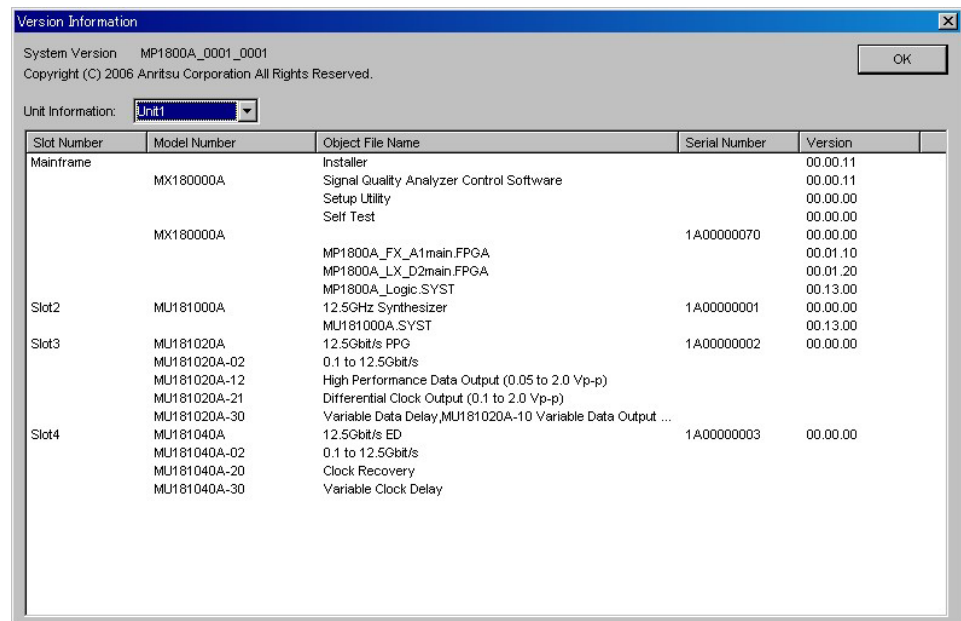 Version Information
System Version MP1800A_0001_0001
Copyright (C) 2006 Anritsu Corporation All Rights Reserved.
OK
Unit Information: Unit1
Slot Number Model Number Object File Name Serial Number Version
Mainframe Installer 00.00.11
MX180000A Signal Quality Analyzer Control Software 00.00.11
Setup Utility 00.00.00
Self Test 00.00.00
MX180000A 1A00000070 00.00.00
MP1800A_FX_A1main.FPGA 00.01.10
MP1800A_LX_D2main.FPGA 00.01.20
MP1800A_Logic.SYST 00.13.00
Slot2 MU181000A 12.5GHz Synthesizer 1A00000001 00.00.00
MU181000A.SYST 00.13.00
Slot3 MU181020A 12.5Gbit/s PPG 1A00000002 00.00.00
MU181020A-02 0.1 to 12.5Gbit/s
MU181020A-12 High Performance Data Output (0.05 to 2.0 Vp-p)
MU181020A-21 Differential Clock Output (0.1 to 2.0 Vp-p)
MU181020A-30 Variable Data Delay,MU181020A-10 Variable Data Output ...
Slot4 MU181040A 12.5Gbit/s ED 1A00000003 00.00.00
MU181040A-02 0.1 to 12.5Gbit/s
MU181040A-20 Clock Recovery
MU181040A-30 Variable Clock Delay